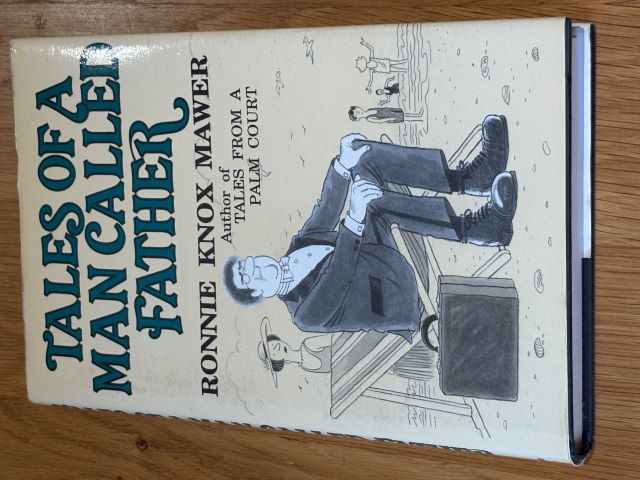 TALES OF A
MAN CALLED
FATHER
RONNIE KNOX MAWER
Author of
TALES FROM A
PALM COURT